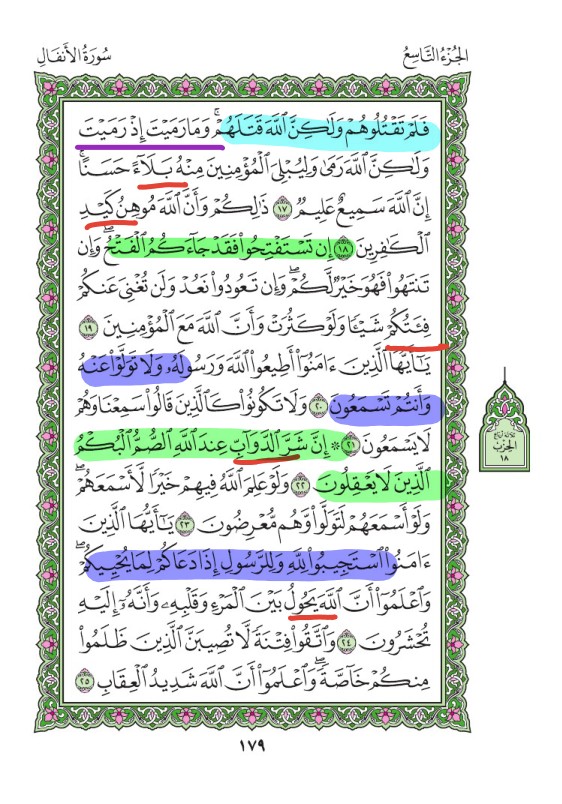 الجُزْءُ التَّاسِعُ
سُورَةُ الأَنفَالِ
فَلَمْ تَقْتُلُوهُمْ وَلَٰكِنَّ ٱللَّهَ قَتَلَهُمْۚ وَمَا رَمَيْتَ إِذْ رَمَيْتَ
وَلَٰكِنَّ ٱللَّهَ رَمَىٰ وَلِيُبْلِىَ ٱلْمُؤْمِنِينَ مِنْهُ بَلَآءً حَسَنًاۚ
إِنَّ ٱللَّهَ سَمِيعٌ عَلِيمٌ ١٧ ذَٰلِكُمْ وَأَنَّ ٱللَّهَ مُوهِنُ كَيْدِ
ٱلْكَٰفِرِينَ ١٨ إِن تَسْتَفْتِحُوا۟ فَقَدْ جَآءَكُمُ ٱلْفَتْحُۖ وَإِن
تَنتَهُوا۟ فَهُوَ خَيْرٌ لَّكُمْۖ وَإِن تَعُودُوا۟ نَعُدْ وَلَن تُغْنِىَ عَنكُمْ
فِئَتُكُمْ شَيْـًٔا وَلَوْ كَثُرَتْ وَأَنَّ ٱللَّهَ مَعَ ٱلْمُؤْمِنِينَ ١٩
يَٰٓأَيُّهَا ٱلَّذِينَ ءَامَنُوٓا۟ أَطِيعُوا۟ ٱللَّهَ وَرَسُولَهُۥ وَلَا تَوَلَّوْا۟ عَنْهُ
وَأَنتُمْ تَسْمَعُونَ ٢٠ وَلَا تَكُونُوا۟ كَٱلَّذِينَ قَالُوا۟ سَمِعْنَا وَهُمْ
لَا يَسْمَعُونَ ٢١ ۞ إِنَّ شَرَّ ٱلدَّوَآبِّ عِندَ ٱللَّهِ ٱلصُّمُّ ٱلْبُكْمُ
ٱلَّذِينَ لَا يَعْقِلُونَ ٢٢ وَلَوْ عَلِمَ ٱللَّهُ فِيهِمْ خَيْرًا لَّأَسْمَعَهُمْۖ
وَلَوْ أَسْمَعَهُمْ لَتَوَلَّوا۟ وَّهُم مُّعْرِضُونَ ٢٣ يَٰٓأَيُّهَا ٱلَّذِينَ
ءَامَنُوا۟ ٱسْتَجِيبُوا۟ لِلَّهِ وَلِلرَّسُولِ إِذَا دَعَاكُمْ لِمَا يُحْيِيكُمْۖ
وَٱعْلَمُوٓا۟ أَنَّ ٱللَّهَ يَحُولُ بَيْنَ ٱلْمَرْءِ وَقَلْبِهِۦ وَأَنَّهُۥٓ إِلَيْهِ
تُحْشَرُونَ ٢٤ وَٱتَّقُوا۟ فِتْنَةً لَّا تُصِيبَنَّ ٱلَّذِينَ ظَلَمُوا۟
مِنكُمْ خَآصَّةًۖ وَٱعْلَمُوٓا۟ أَنَّ ٱللَّهَ شَدِيدُ ٱلْعِقَابِ ٢٥
ثلاثة أرباع
الحزب
١٨
١٧٩